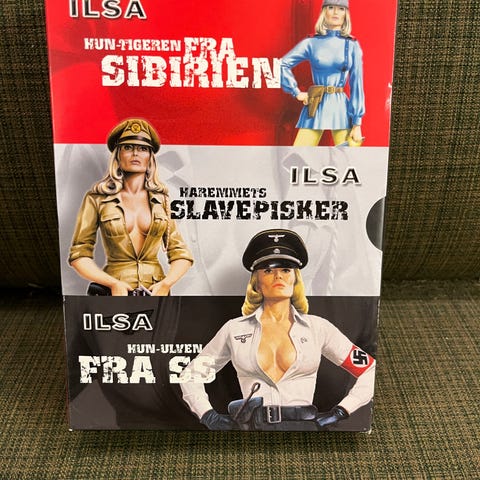 ILSA
HUN-TIGEREN FRA
SIBIRIEN
ILSA
HAREMMETS
SLAVEPISKER
ILSA
HUN-ULVEN
FRA SS